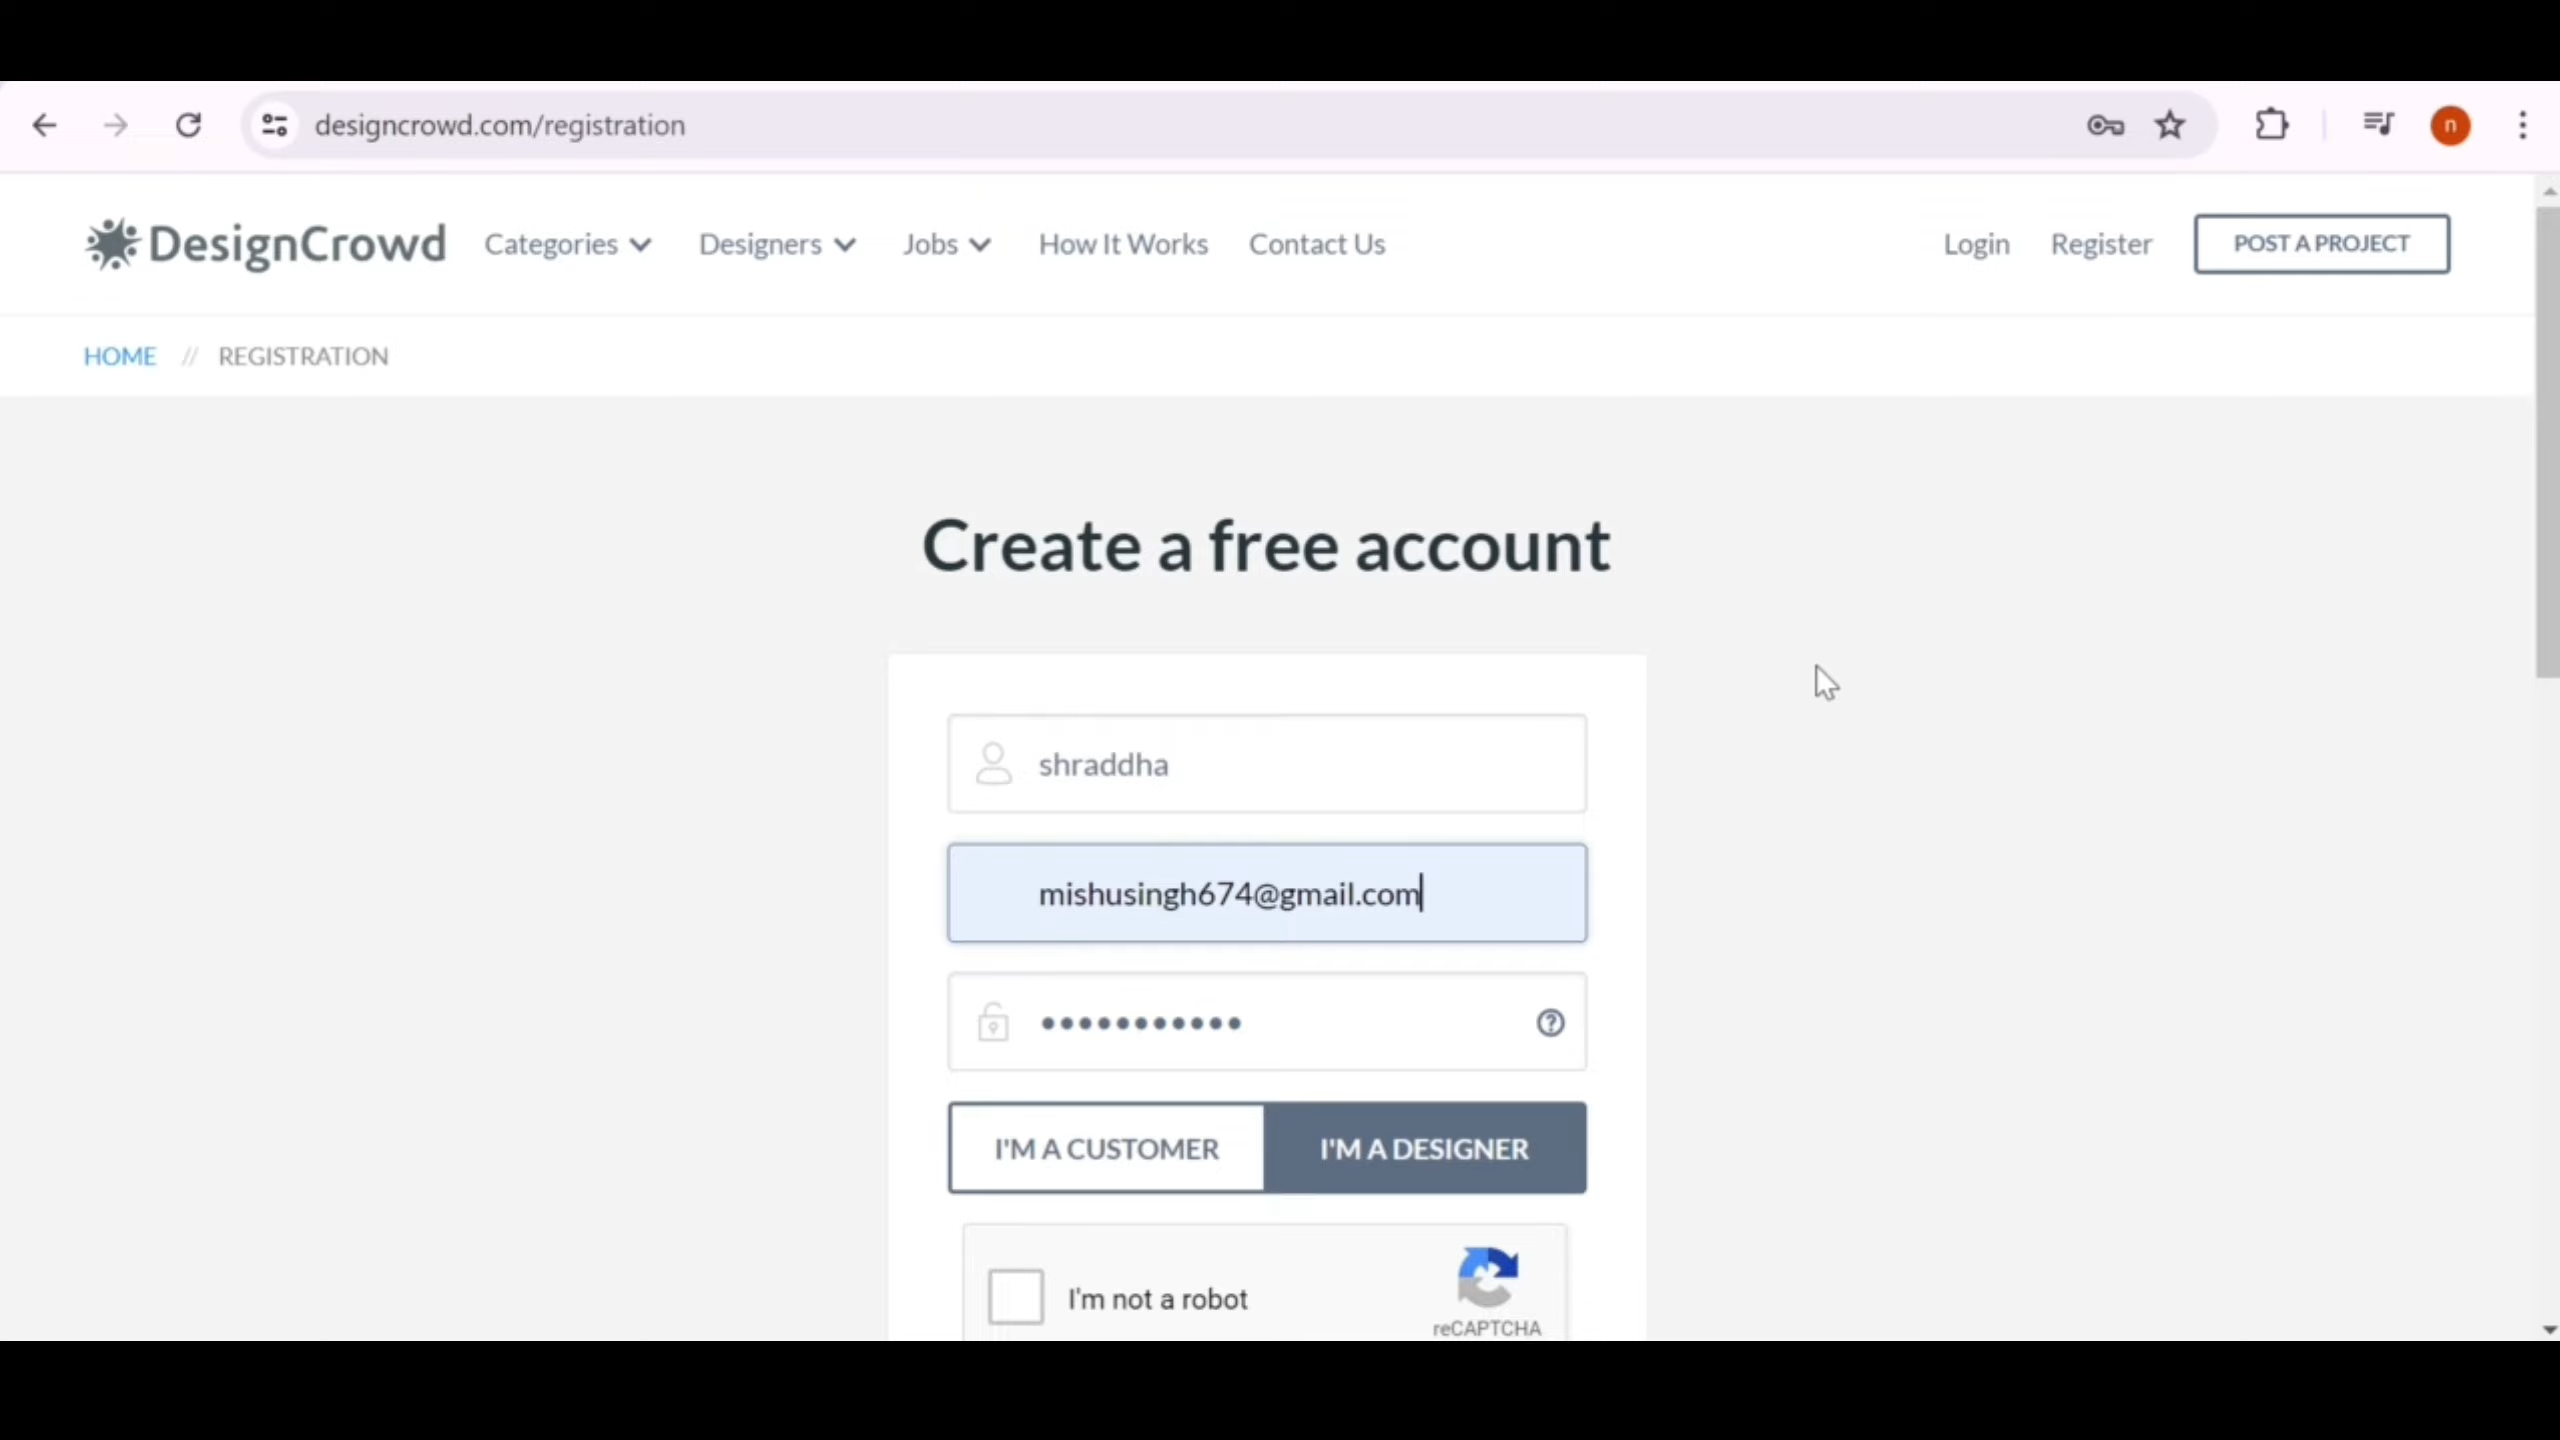 designcrowd.com/registration
n
DesignCrowd Categories Designers Jobs How It Works Contact Us Login Register POST A PROJECT
HOME // REGISTRATION
Create a free account
shraddha
mishusingh674@gmail.com
•••••••••••
I'M A CUSTOMER I'M A DESIGNER
I'm not a robot
reCAPTCHA